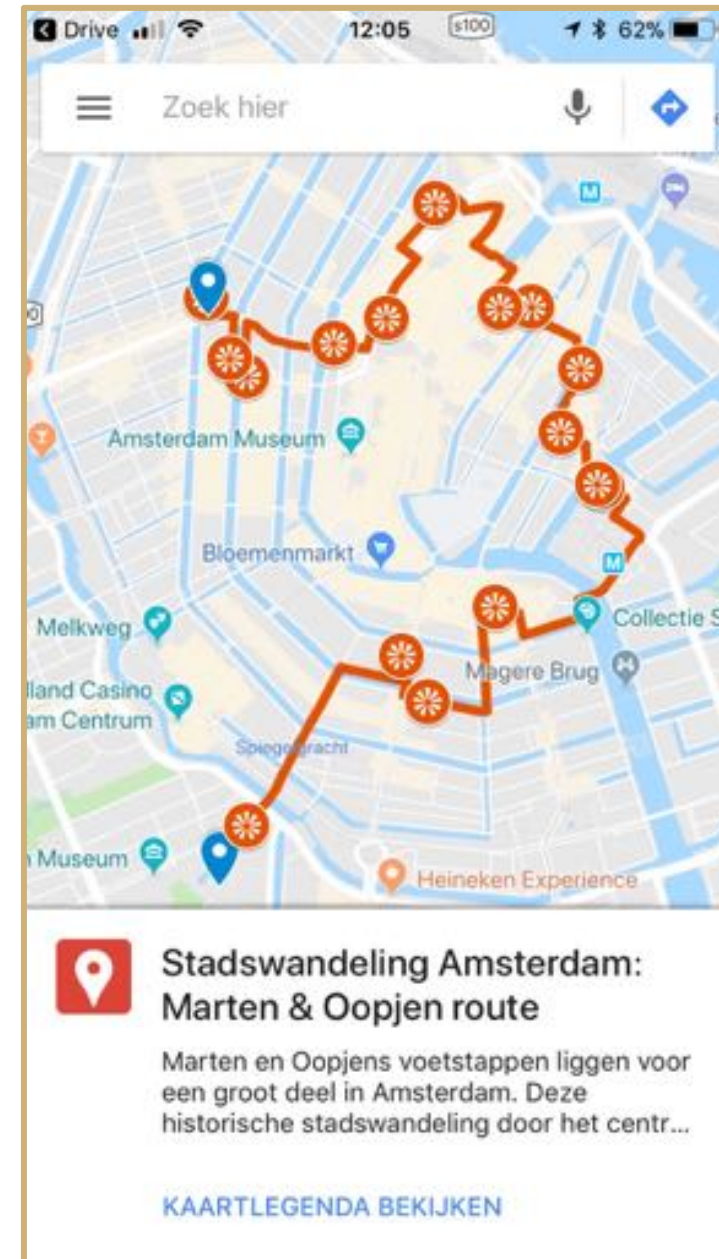 Drive 12:05 s100 62%
Zoek hier
M
Amsterdam Museum
Bloemenmarkt
M
Melkweg
Collectie S
Magere Brug
lland Casino
am Centrum
Spiegelgracht
Museum
Heineken Experience
Stadswandeling Amsterdam:
Marten & Oopjen route
Marten en Oopjens voetstappen liggen voor
een groot deel in Amsterdam. Deze
historische stadswandeling door het centr...
KAARTLEGENDA BEKIJKEN